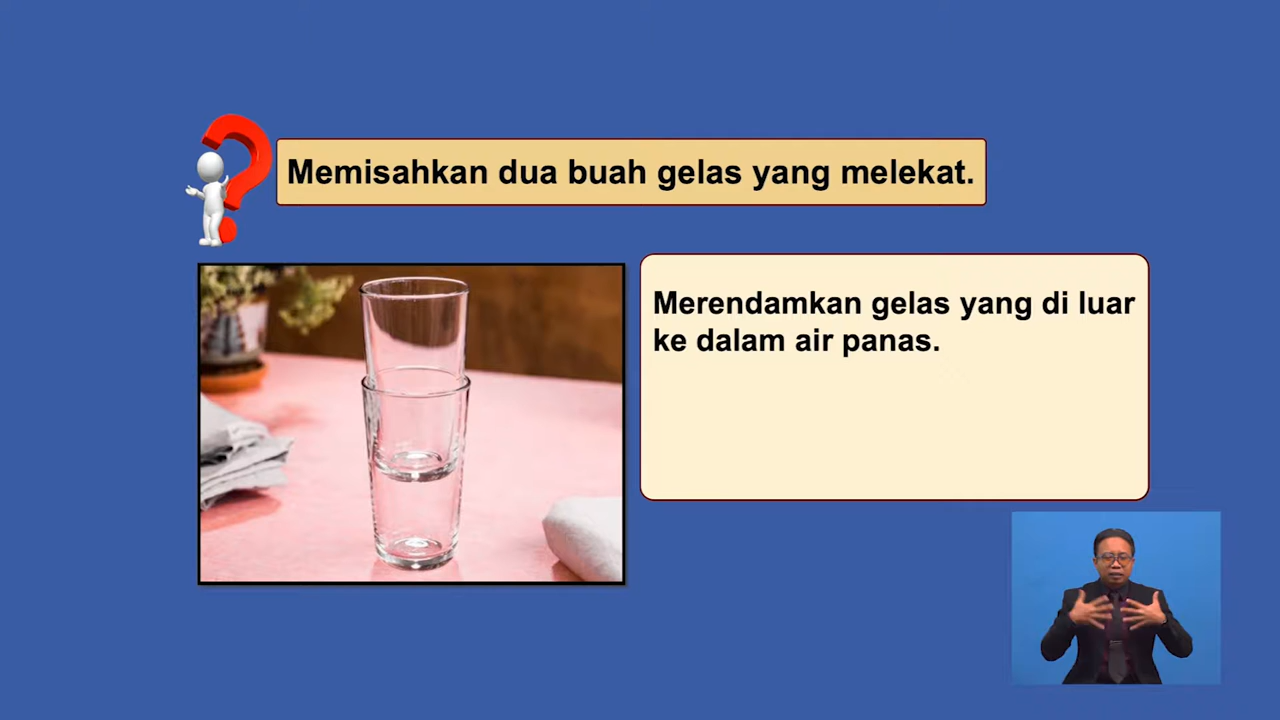 Memisahkan dua buah gelas yang melekat.
Merendamkan gelas yang di luar
ke dalam air panas.